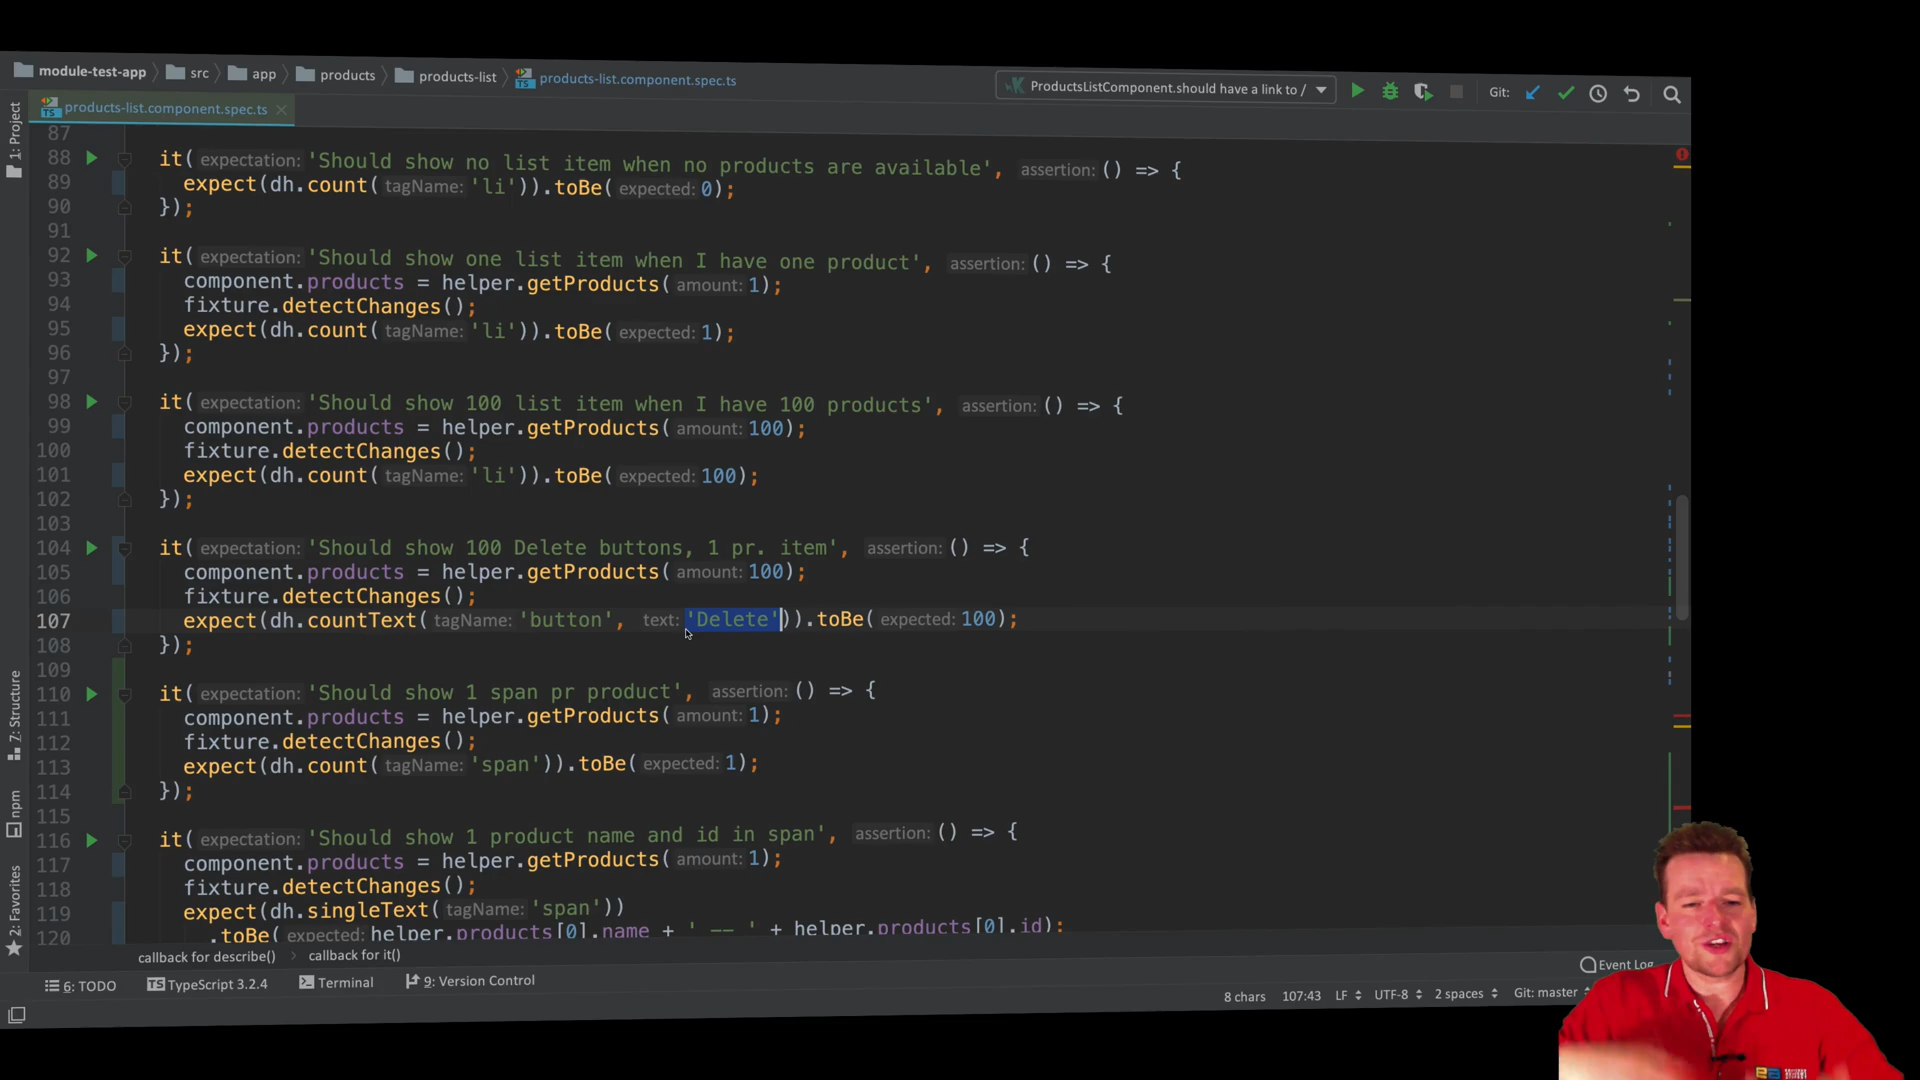 module-test-app src app products products-list products-list.component.spec.ts
ProductsListComponent.should have a link to / Git:
products-list.component.spec.ts
1: Project
7: Structure
npm
2: Favorites
87
88 it( expectation: 'Should show no list item when no products are available', assertion: () => {
89 expect(dh.count( tagName: 'li')).toBe( expected: 0);
90 });
91
92 it( expectation: 'Should show one list item when I have one product', assertion: () => {
93 component.products = helper.getProducts( amount: 1);
94 fixture.detectChanges();
95 expect(dh.count( tagName: 'li')).toBe( expected: 1);
96 });
97
98 it( expectation: 'Should show 100 list item when I have 100 products', assertion: () => {
99 component.products = helper.getProducts( amount: 100);
100 fixture.detectChanges();
101 expect(dh.count( tagName: 'li')).toBe( expected: 100);
102 });
103
104 it( expectation: 'Should show 100 Delete buttons, 1 pr. item', assertion: () => {
105 component.products = helper.getProducts( amount: 100);
106 fixture.detectChanges();
107 expect(dh.countText( tagName: 'button', text: 'Delete')).toBe( expected: 100);
108 });
109
110 it( expectation: 'Should show 1 span pr product', assertion: () => {
111 component.products = helper.getProducts( amount: 1);
112 fixture.detectChanges();
113 expect(dh.count( tagName: 'span')).toBe( expected: 1);
114 });
115
116 it( expectation: 'Should show 1 product name and id in span', assertion: () => {
117 component.products = helper.getProducts( amount: 1);
118 fixture.detectChanges();
119 expect(dh.singleText( tagName: 'span'))
120 .toBe( expected: helper.products[0].name + ' -- ' + helper.products[0].id);
callback for describe() callback for it()
6: TODO TypeScript 3.2.4 Terminal 9: Version Control Event Log
8 chars 107:43 LF UTF-8 2 spaces Git: master